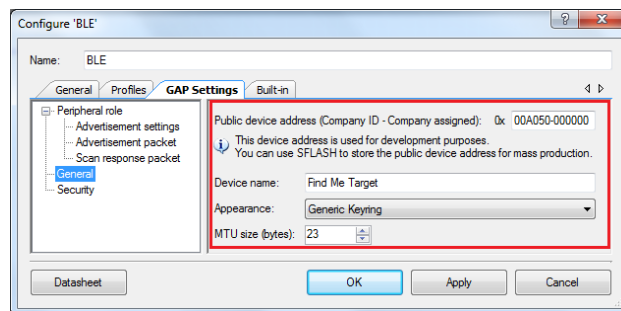 Configure 'BLE'
Name: BLE
General Profiles GAP Settings Built-in
Peripheral role
Advertisement settings
Advertisement packet
Scan response packet
General
Security
Public device address (Company ID - Company assigned): 0x 00A050-000000
This device address is used for development purposes.
You can use SFLASH to store the public device address for mass production.
Device name: Find Me Target
Appearance: Generic Keyring
MTU size (bytes): 23
Datasheet OK Apply Cancel